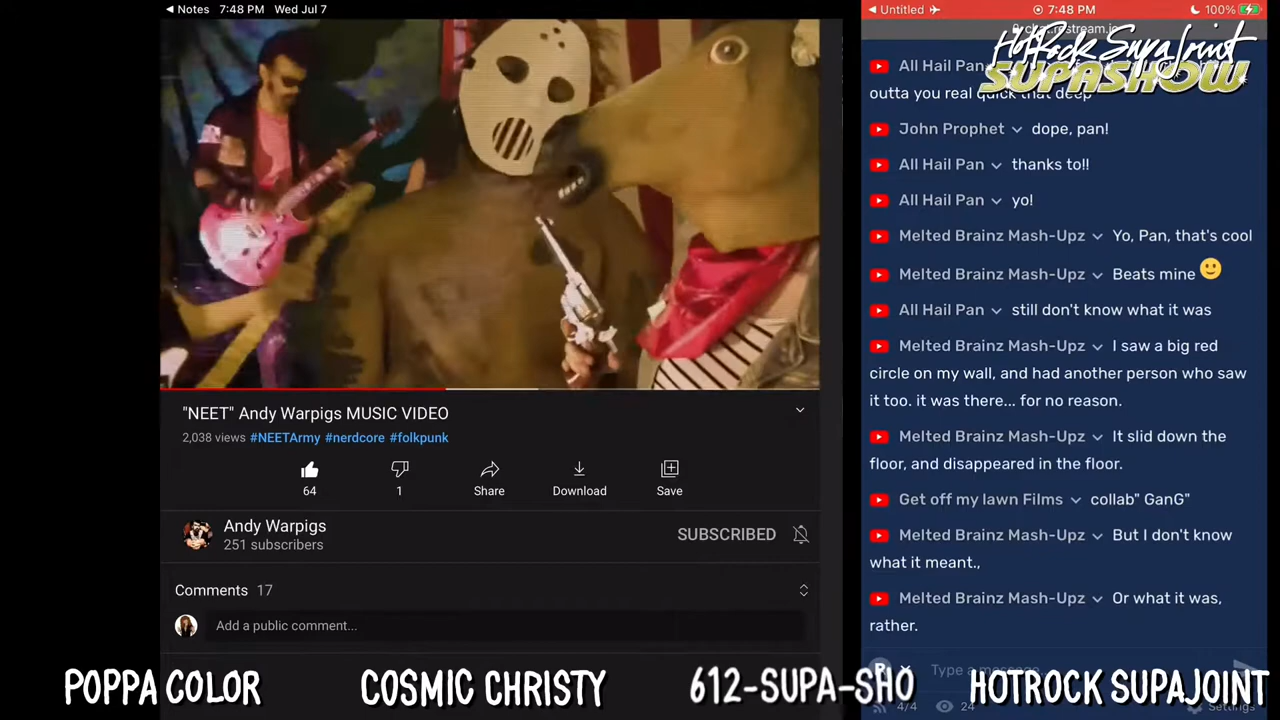 Notes 7:48 PM Wed Jul 7
Untitled 7:48 PM 100%
HotRock SupaJoint
SUPASHOW
All Hail Pan
outta you real quick that deep
John Prophet dope, pan!
All Hail Pan thanks to!!
All Hail Pan yo!
Melted Brainz Mash-Upz Yo, Pan, that's cool
Melted Brainz Mash-Upz Beats mine 🙂
All Hail Pan still don't know what it was
Melted Brainz Mash-Upz I saw a big red
circle on my wall, and had another person who saw
it too. it was there... for no reason.
Melted Brainz Mash-Upz It slid down the
floor, and disappeared in the floor.
Get off my lawn Films collab" GanG"
Melted Brainz Mash-Upz But I don't know
what it meant.,
Melted Brainz Mash-Upz Or what it was,
rather.
Type a message
4/4 24 Settings
"NEET" Andy Warpigs MUSIC VIDEO
2,038 views #NEETArmy #nerdcore #folkpunk
64 1 Share Download Save
Andy Warpigs
251 subscribers
SUBSCRIBED
Comments 17
Add a public comment...
POPPA COLOR COSMIC CHRISTY 612-SUPA-SHO HOTROCK SUPAJOINT